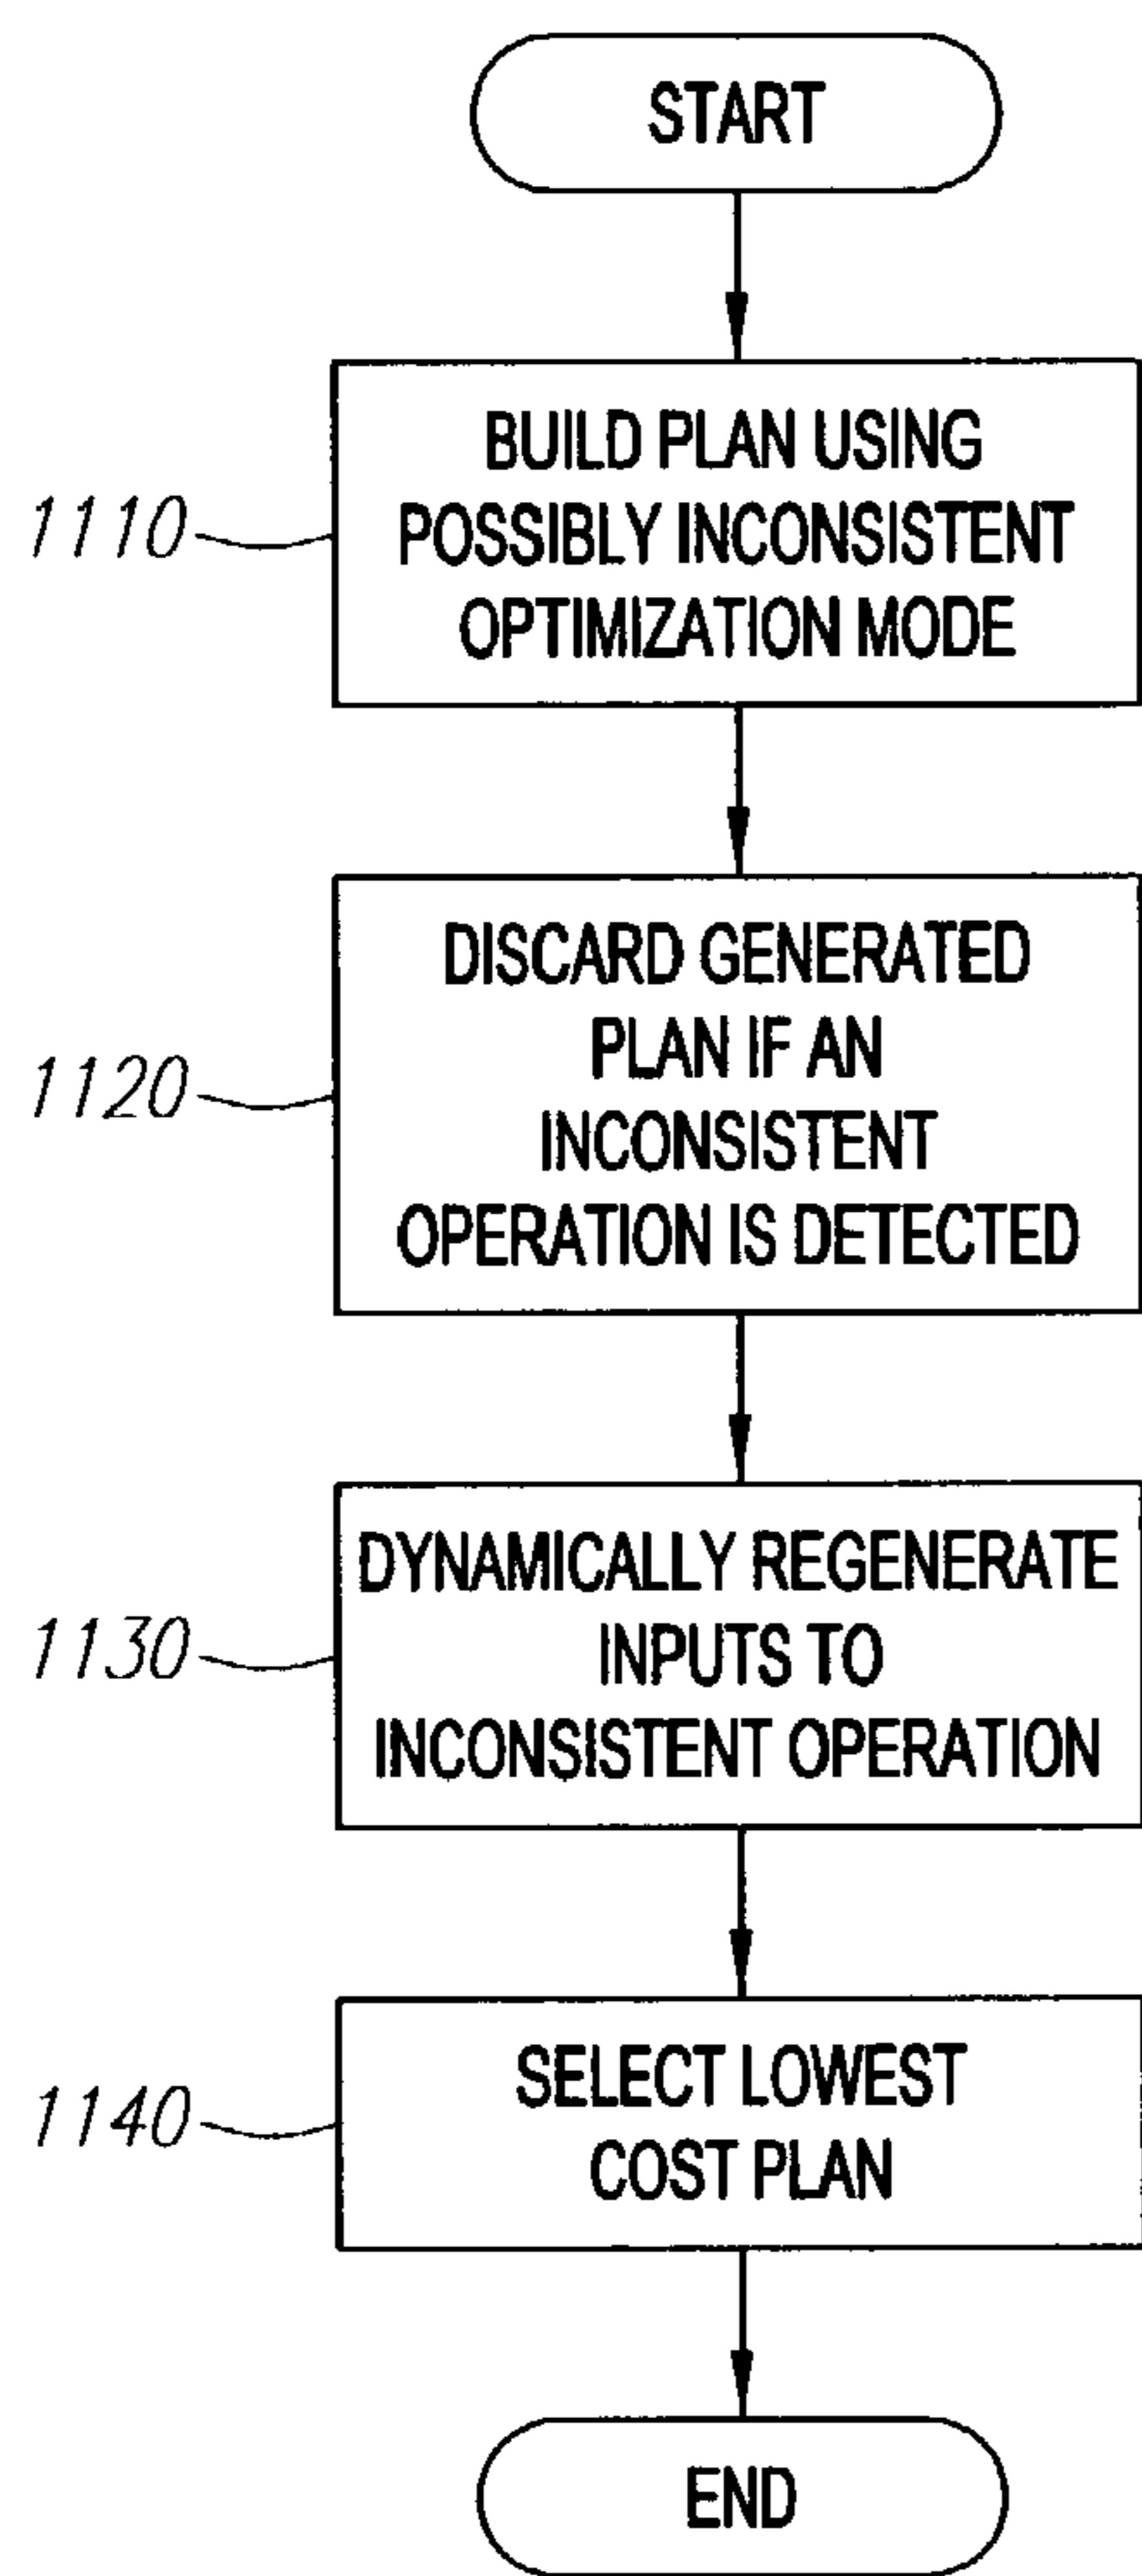 START
1110
BUILD PLAN USING
POSSIBLY INCONSISTENT
OPTIMIZATION MODE
1120
DISCARD GENERATED
PLAN IF AN
INCONSISTENT
OPERATION IS DETECTED
1130
DYNAMICALLY REGENERATE
INPUTS TO
INCONSISTENT OPERATION
1140
SELECT LOWEST
COST PLAN
END